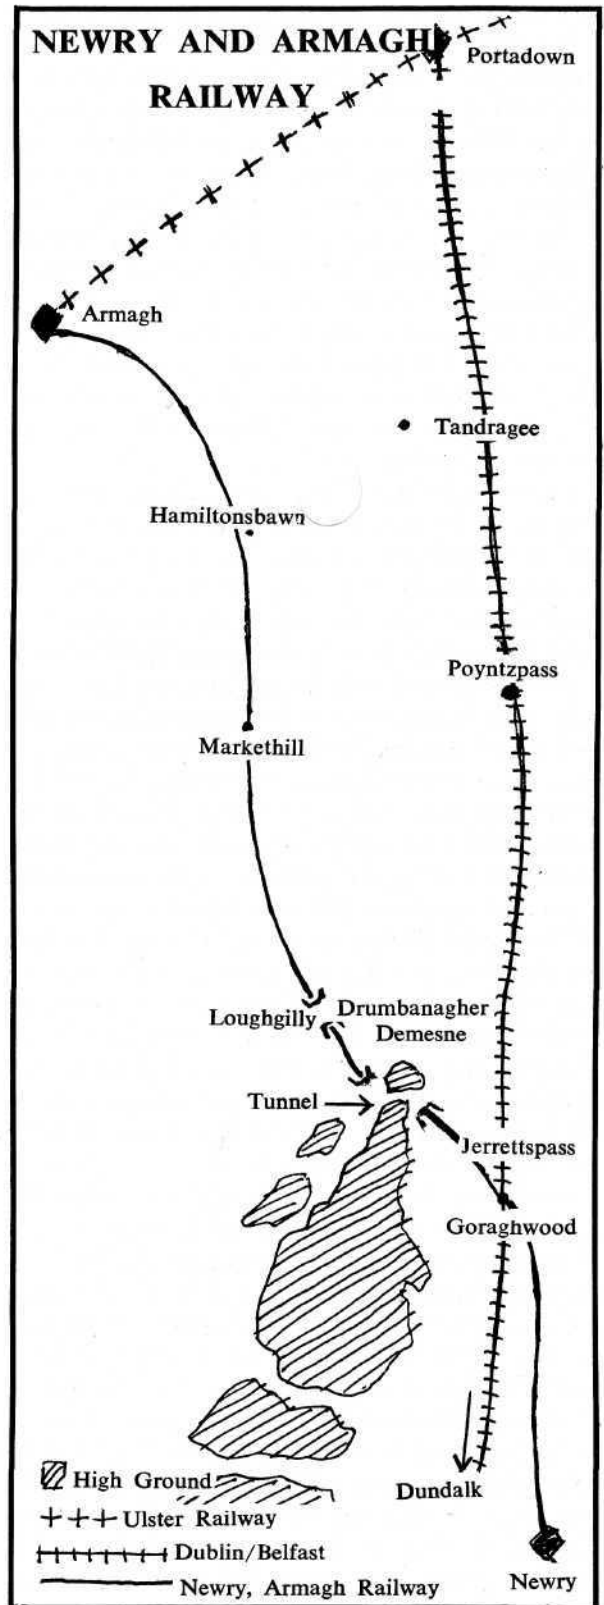 NEWRY AND ARMAGH
RAILWAY
Portadown
Armagh
Tandragee
Hamiltonsbawn
Poyntzpass
Markethill
Loughgilly
Drumbanagher
Demesne
Tunnel
Jerrettspass
Goraghwood
High Ground
Dundalk
Ulster Railway
Dublin/Belfast
Newry
Newry, Armagh Railway